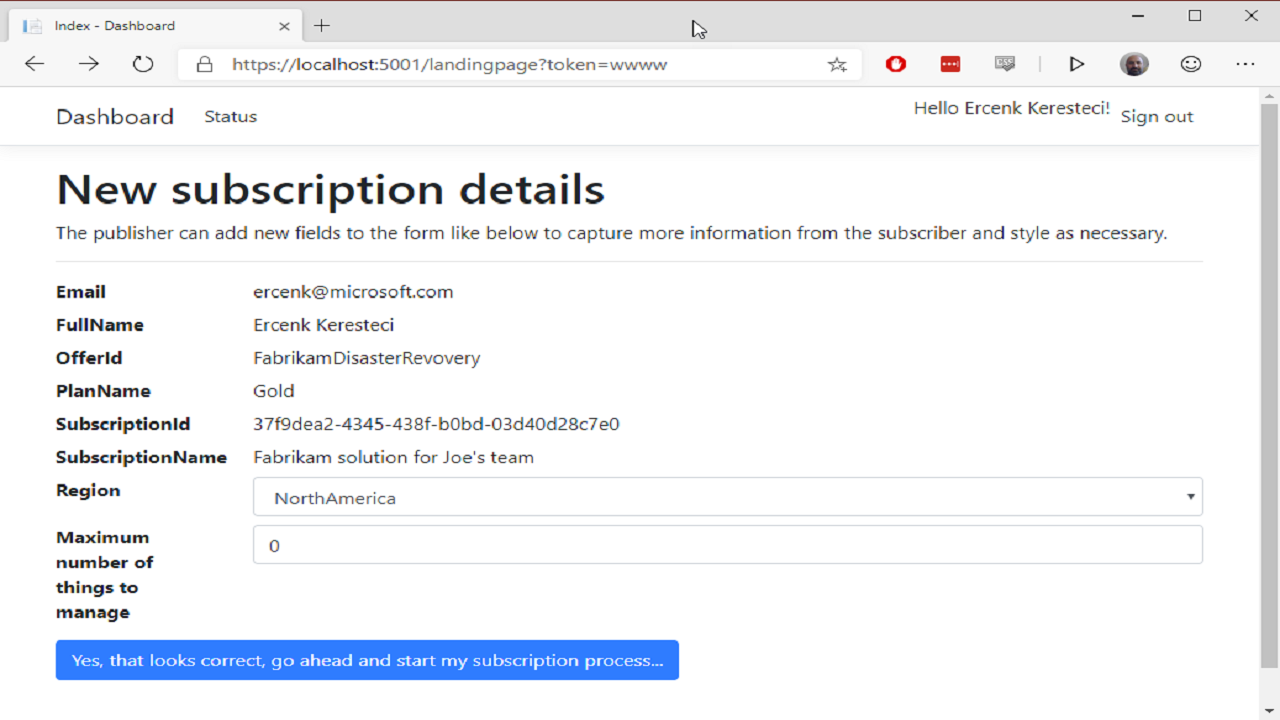 Index - Dashboard
https://localhost:5001/landingpage?token=wwww
CSS
Dashboard Status Hello Ercenk Keresteci! Sign out
New subscription details
The publisher can add new fields to the form like below to capture more information from the subscriber and style as necessary.
Email ercenk@microsoft.com
FullName Ercenk Keresteci
OfferId FabrikamDisasterRevovery
PlanName Gold
SubscriptionId 37f9dea2-4345-438f-b0bd-03d40d28c7e0
SubscriptionName Fabrikam solution for Joe's team
Region NorthAmerica
Maximum 0
number of
things to
manage
Yes, that looks correct, go ahead and start my subscription process...